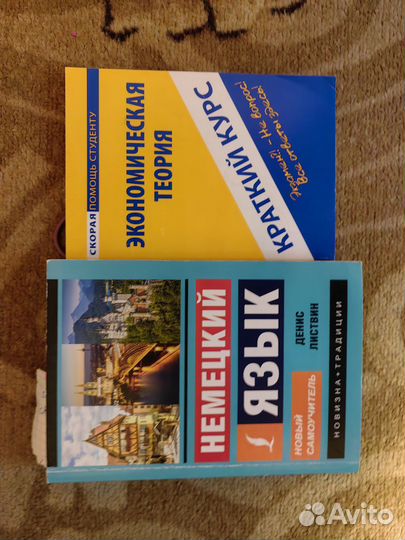 СКОРАЯ ПОМОЩЬ СТУДЕНТУ
ЭКОНОМИЧЕСКАЯ
ТЕОРИЯ
КРАТКИЙ КУРС
Экзамен? – Не вопрос!
Все ответы здесь!
НЕМЕЦКИЙ
ЯЗЫК
ДЕНИС
ЛИСТВИН
НОВЫЙ
САМОУЧИТЕЛЬ
НОВИЗНА + ТРАДИЦИИ
Avito